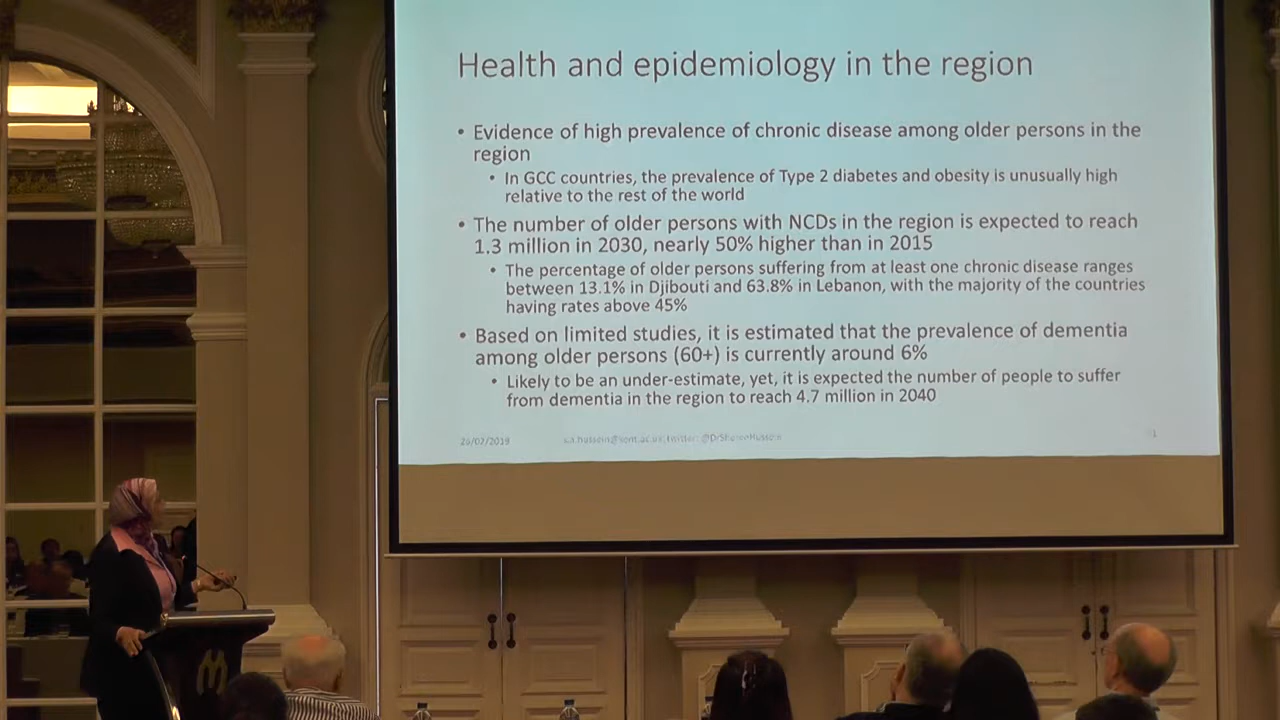 Health and epidemiology in the region
• Evidence of high prevalence of chronic disease among older persons in the
region
• In GCC countries, the prevalence of Type 2 diabetes and obesity is unusually high
relative to the rest of the world
• The number of older persons with NCDs in the region is expected to reach
1.3 million in 2030, nearly 50% higher than in 2015
• The percentage of older persons suffering from at least one chronic disease ranges
between 13.1% in Djibouti and 63.8% in Lebanon, with the majority of the countries
having rates above 45%
• Based on limited studies, it is estimated that the prevalence of dementia
among older persons (60+) is currently around 6%
• Likely to be an under-estimate, yet, it is expected the number of people to suffer
from dementia in the region to reach 4.7 million in 2040
twitter:
1